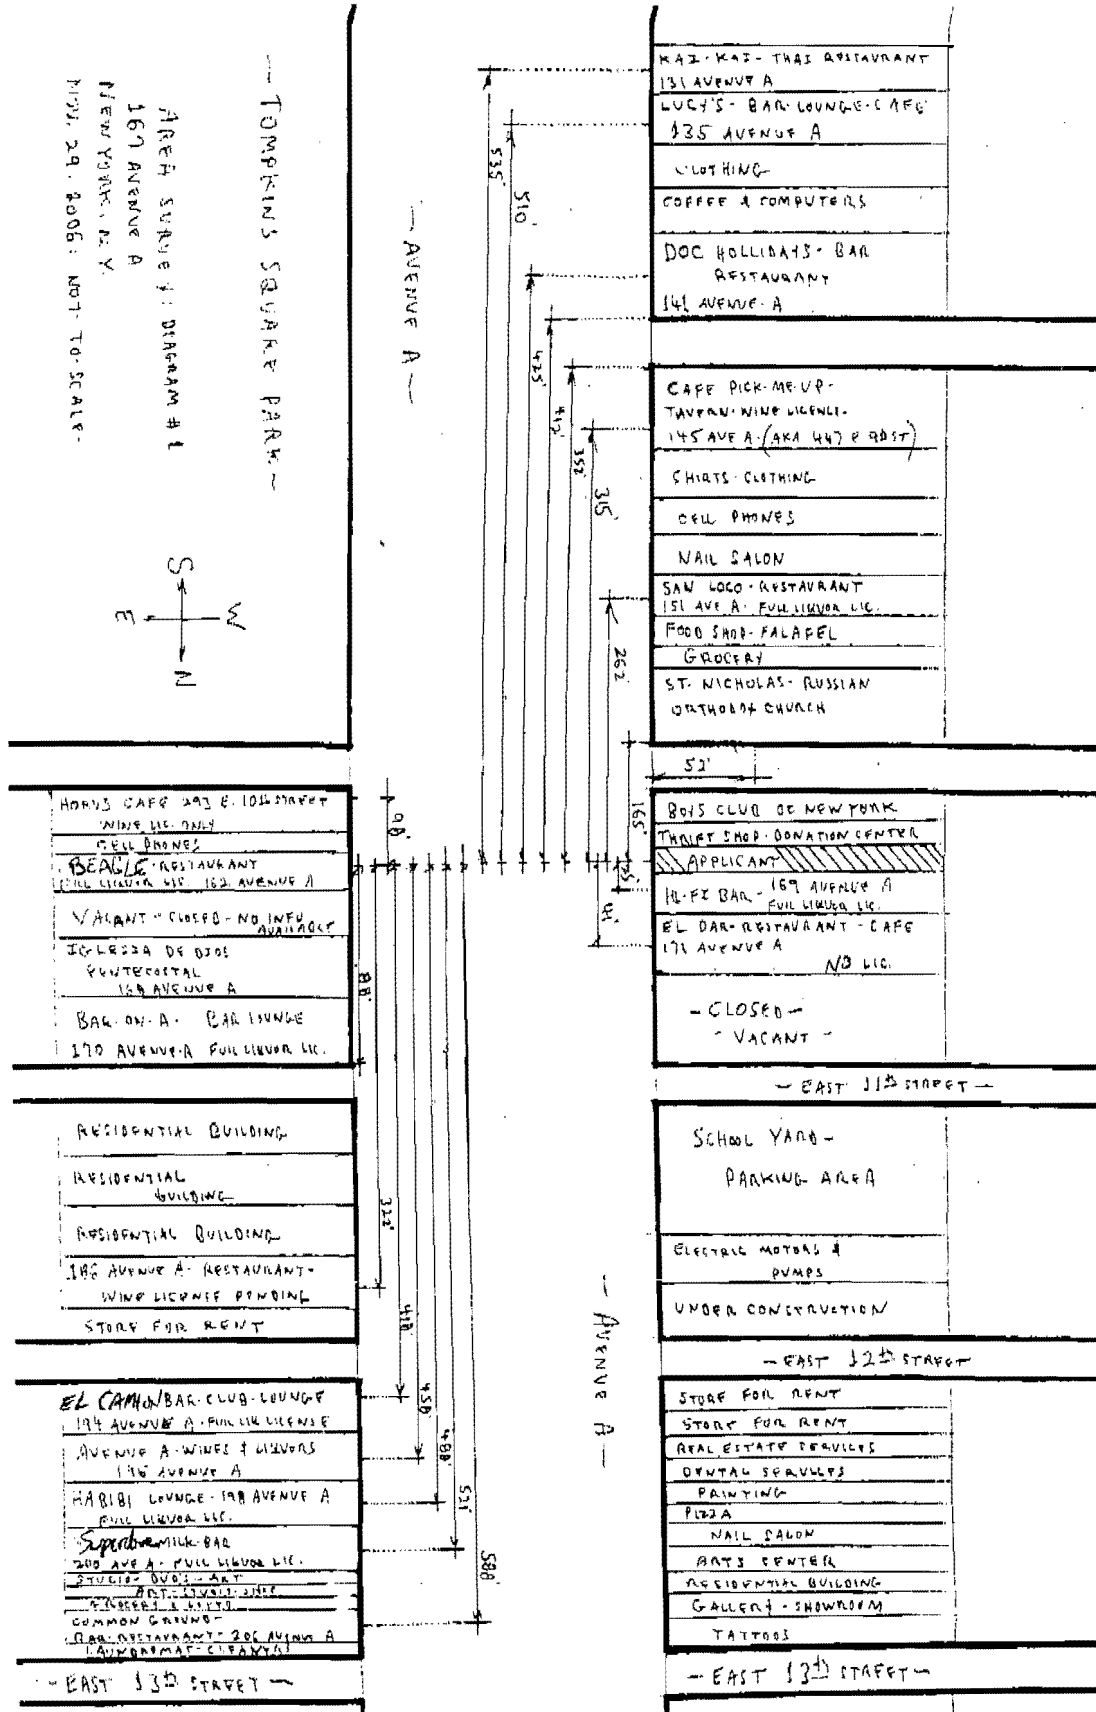 — TOMPKINS SQUARE PARK —
AREA SURVEY: DIAGRAM #1
167 AVENUE A
NEW YORK, N.Y.
NOV. 29. 2006: NOT-TO-SCALE-
S
W
E
N
— AVENUE A —
535'
510'
425'
412'
352'
315'
262'
165'
52'
KAI-KAI-THAI RESTAURANT
131 AVENUE A
LUCY'S-BAR-LOUNGE-CAFE
135 AVENUE A
CLOTHING
COFFEE & COMPUTERS
DOC HOLLIDAYS-BAR
RESTAURANT
141 AVENUE-A
CAFE PICK-ME-UP-
TAVERN-WINE LICENCE-
145 AVE A-(AKA 447 E 9
SHIRTS-CLOTHING
CELL PHONES
NAIL SALON
SAN LOCO-RESTAURANT
151 AVE A- FULL LIQUOR LIC.
FOOD SHOP-FALAFEL
GROCERY
ST. NICHOLAS-RUSSIAN
ORTHODOX CHURCH
BOYS CLUB OF NEW YORK
THRIFT SHOP-DONATION CENTER
APPLICANT
HI-FI BAR- 169 AVENUE A
FULL LIQUOR LIC.
EL BAR-RESTAURANT-CAFE
171 AVENUE A
NO LIC.
-CLOSED-
-VACANT-
— EAST 11TH STREET —
SCHOOL YARD-
PARKING AREA
ELECTRIC MOTORS &
PUMPS
UNDER CONSTRUCTION
— EAST 12TH STREET
STORE FOR RENT
STORE FOR RENT
REAL ESTATE SERVICES
DENTAL SERVICES
PRINTING
PIZZA
NAIL SALON
ARTS CENTER
RESIDENTIAL BUILDING
GALLERY-SHOWROOM
TATTOOS
— EAST 13TH STREET —
HORUS CAFE 293 E. 10TH STREET
WINE LIC. ONLY
CELL PHONES
BEAGLE-RESTAURANT
FULL LIQUOR LIC. 162 AVENUE A
VACANT-CLOSED-NO INFO
AVAILABLE
IGLESIA DE DIOS
PENTECOSTAL
168 AVENUE A
BAR-ON-A- BAR LOUNGE
170 AVENUE-A FULL LIQUOR LIC.
RESIDENTIAL BUILDING
RESIDENTIAL
BUILDING
RESIDENTIAL BUILDING
186 AVENUE A-RESTAURANT-
WINE LICENSE PENDING
STORE FOR RENT
EL CAMION BAR-CLUB-LOUNGE
194 AVENUE A-FULL LIC LICENSE
AVENUE A-WINES & LIQUORS
196 AVENUE A
HABIBI LOUNGE-198 AVENUE A
FULL LIQUOR LIC.
Superdive MILK-BAR
200 AVE A- FULL LIQUOR LIC.
STUDIO-DVD'S-ART
GROCERY & LOTTO
COMMON GROUND-
BAR-RESTAURANT-206 AVENUE A
LAUNDROMAT-CLEANERS
— EAST 13TH STREET —
98'
88'
25'
41'
322'
418'
458'
488'
521'
588'
— AVENUE A —